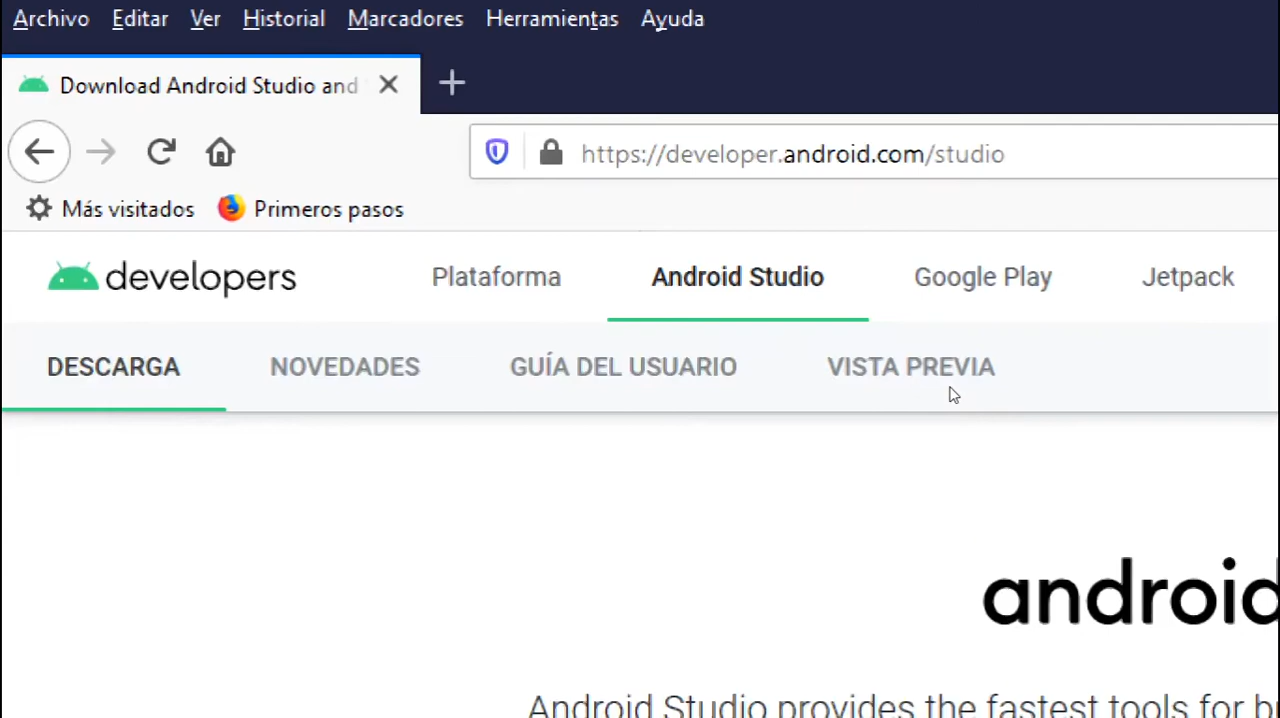 Archivo Editar Ver Historial Marcadores Herramientas Ayuda
Download Android Studio and
https://developer.android.com/studio
Más visitados Primeros pasos
developers Plataforma Android Studio Google Play Jetpack
DESCARGA NOVEDADES GUÍA DEL USUARIO VISTA PREVIA
android
Android Studio provides the fastest tools for